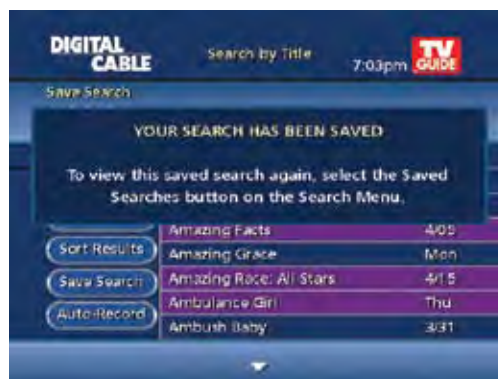 DIGITAL CABLE
Search by Title
7:03pm
TV GUIDE
Save Search
YOUR SEARCH HAS BEEN SAVED
To view this saved search again, select the Saved
Searches button on the Search Menu.
Amazing Facts 4/05
Sort Results
Amazing Grace Mon
Save Search
Amazing Race: All Stars 4/15
Auto-Record
Ambulance Girl Thu
Ambush Baby 3/31